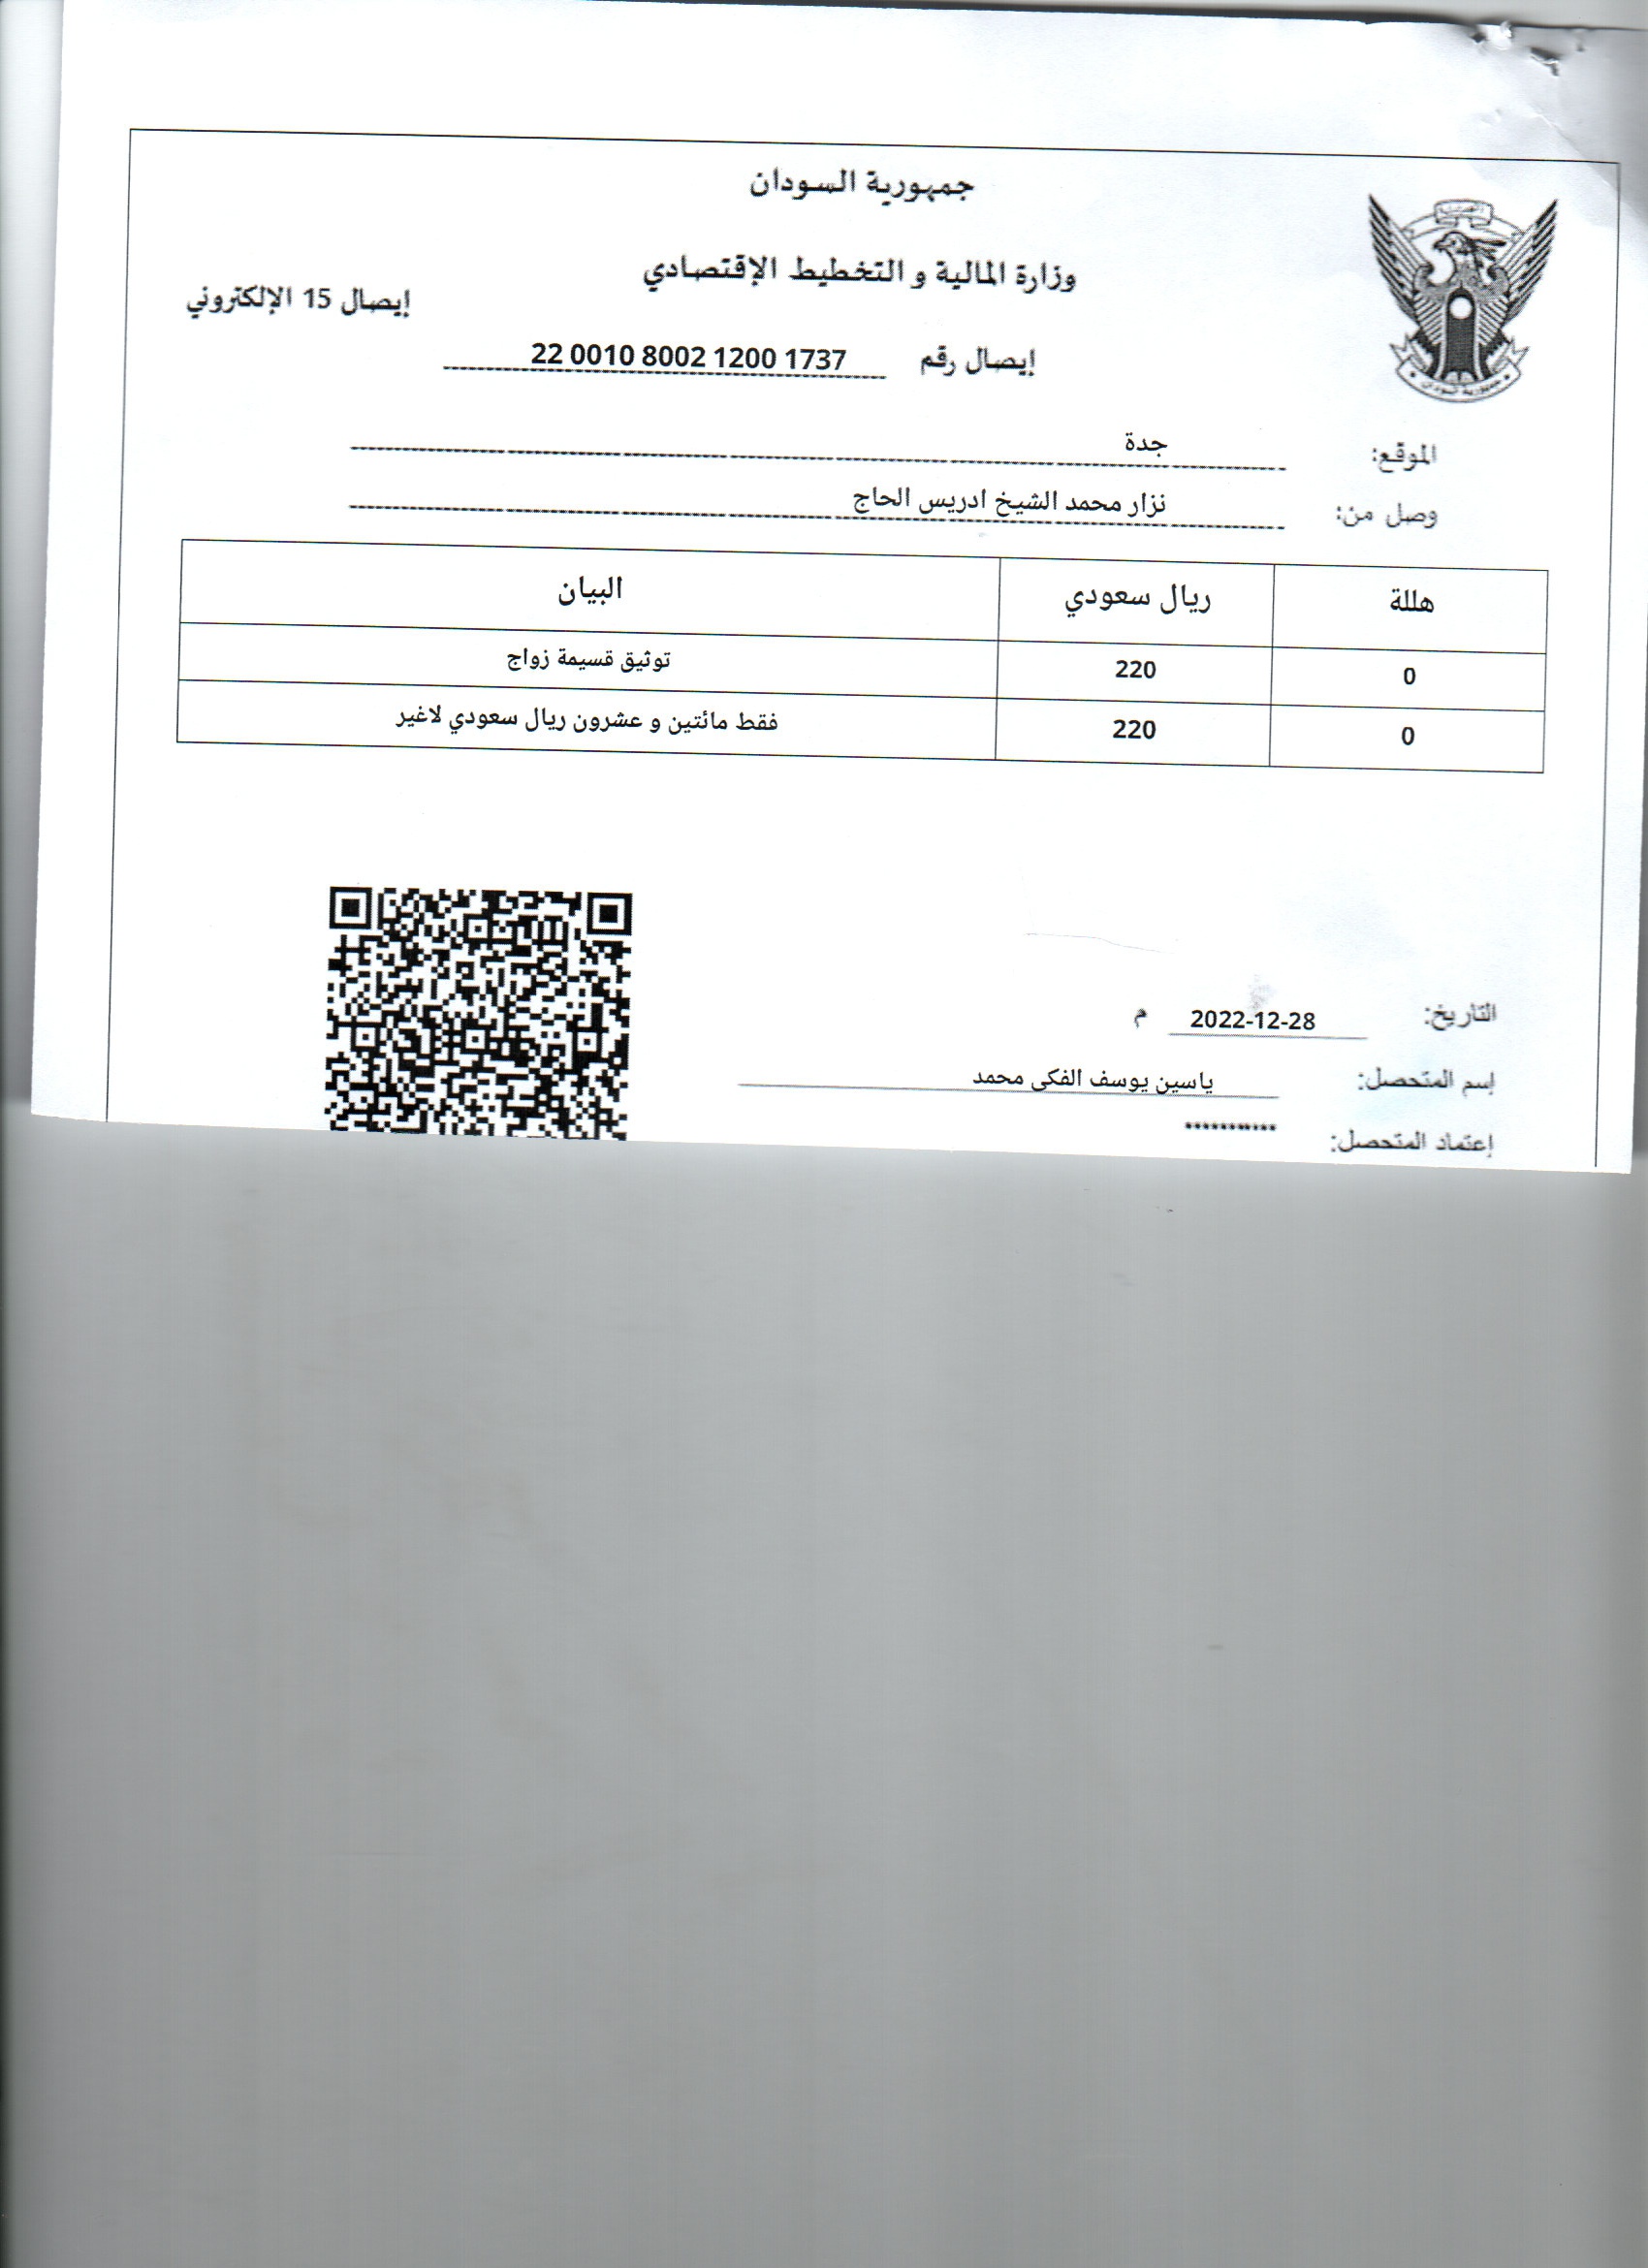 جمهورية السودان
وزارة المالية و التخطيط الإقتصادي
إيصال 15 الإلكتروني
إيصال رقم 22 0010 8002 1200 1737
الموقع: جدة
وصل من: نزار محمد الشيخ ادريس الحاج
هللة ريال سعودي البيان
0 220 توثيق قسيمة زواج
0 220 فقط مائتين و عشرون ريال سعودي لاغير
التاريخ: 2022-12-28 م
إسم المتحصل: ياسين يوسف الفكى محمد
إعتماد المتحصل: ***********
جمهورية السودان